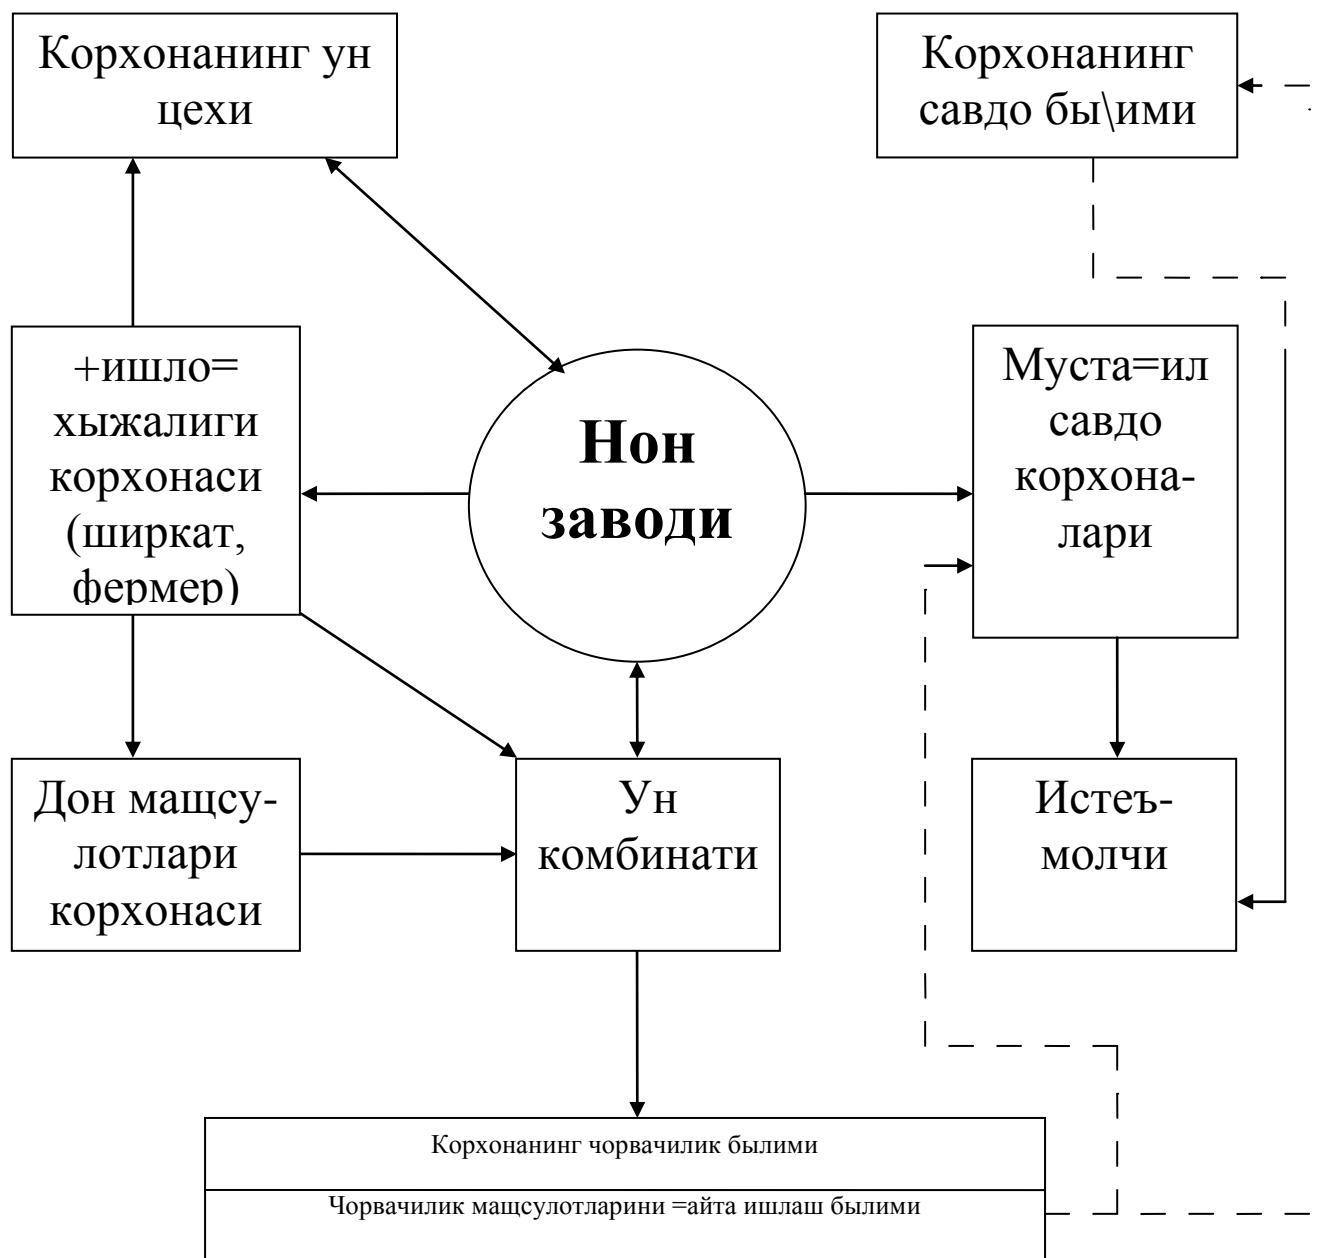 Корхонанинг ун
цехи
Корхонанинг
савдо бы\ими
+ишло=
хыжалиги
корхонаси
(ширкат,
фермер)
Нон
заводи
Муста=ил
савдо
корхона-
лари
Дон мащсу-
лотлари
корхонаси
Ун
комбинати
Истеъ-
молчи
Корхонанинг чорвачилик былими
Чорвачилик мащсулотларини =айта ишлаш былими